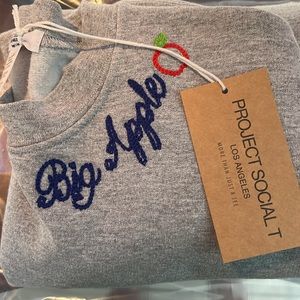 Big Apple
PROJECT SOCIAL T
LOS ANGELES
MORE THAN JUST A TEE